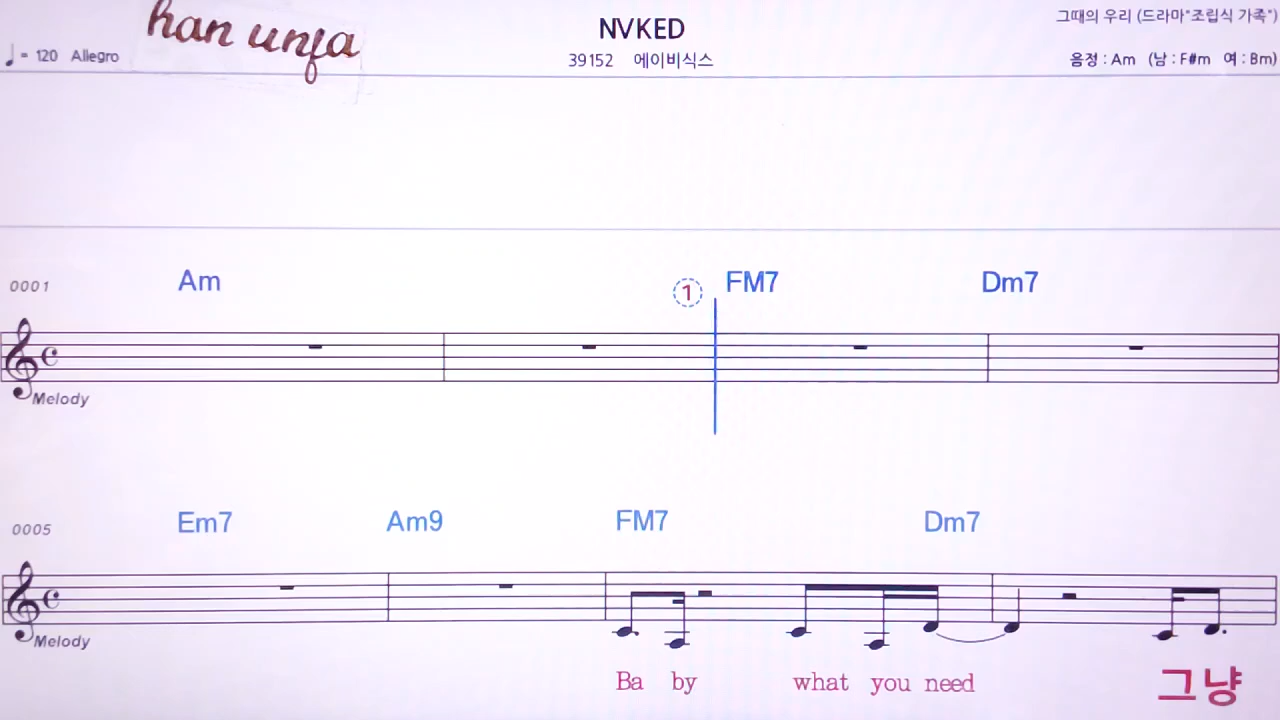 han unfa
NVKED
그때의 우리 (드라마"조립식 가족")
♩= 120 Allegro
39152 에이비식스
음정 : Am (남 : F#m 여 : Bm)
0001 Am ① FM7 Dm7
Melody
0005 Em7 Am9 FM7 Dm7
Melody
Ba by what you need 그냥